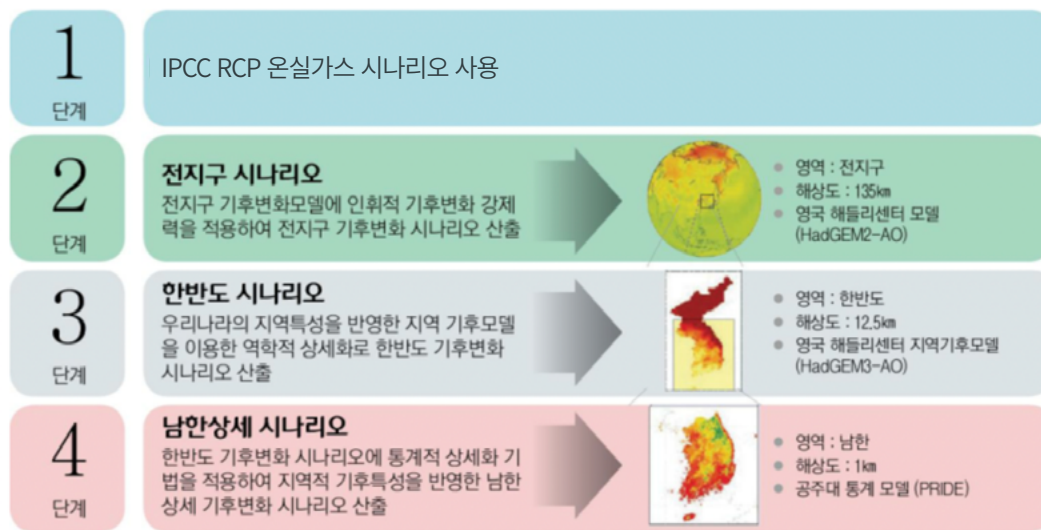 1
단계
IPCC RCP 온실가스 시나리오 사용
2
단계
전지구 시나리오
전지구 기후변화모델에 인휘적 기후변화 강제
력을 적용하여 전지구 기후변화 시나리오 산출
영역 : 전지구
해상도 : 135㎞
영국 해들리센터 모델
(HadGEM2-AO)
3
단계
한반도 시나리오
우리나라의 지역특성을 반영한 지역 기후모델
을 이용한 역학적 상세화로 한반도 기후변화
시나리오 산출
영역 : 한반도
해상도 : 12.5㎞
영국 해들리센터 지역기후모델
(HadGEM3-AO)
4
단계
남한상세 시나리오
한반도 기후변화 시나리오에 통계적 상세화 기
법을 적용하여 지역적 기후특성을 반영한 남한
상세 기후변화 시나리오 산출
영역 : 남한
해상도 : 1㎞
공주대 통계 모델 (PRIDE)